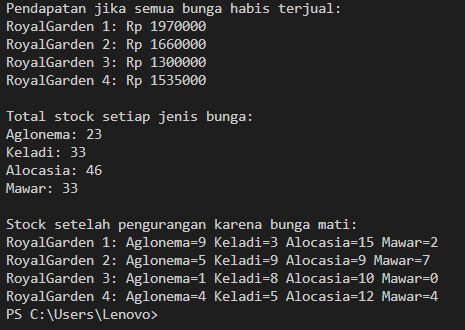 Pendapatan jika semua bunga habis terjual:
RoyalGarden 1: Rp 1970000
RoyalGarden 2: Rp 1660000
RoyalGarden 3: Rp 1300000
RoyalGarden 4: Rp 1535000
Total stock setiap jenis bunga:
Aglonema: 23
Keladi: 33
Alocasia: 46
Mawar: 33
Stock setelah pengurangan karena bunga mati:
RoyalGarden 1: Aglonema=9 Keladi=3 Alocasia=15 Mawar=2
RoyalGarden 2: Aglonema=5 Keladi=9 Alocasia=9 Mawar=7
RoyalGarden 3: Aglonema=1 Keladi=8 Alocasia=10 Mawar=0
RoyalGarden 4: Aglonema=4 Keladi=5 Alocasia=12 Mawar=4
PS C:\Users\Lenovo>